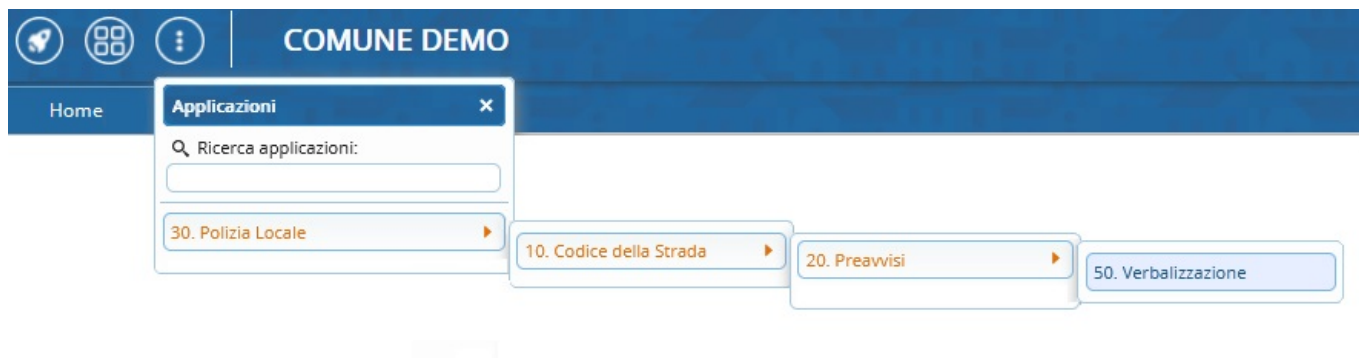 COMUNE DEMO
Home
Applicazioni
Ricerca applicazioni:
30. Polizia Locale
10. Codice della Strada
20. Preavvisi
50. Verbalizzazione